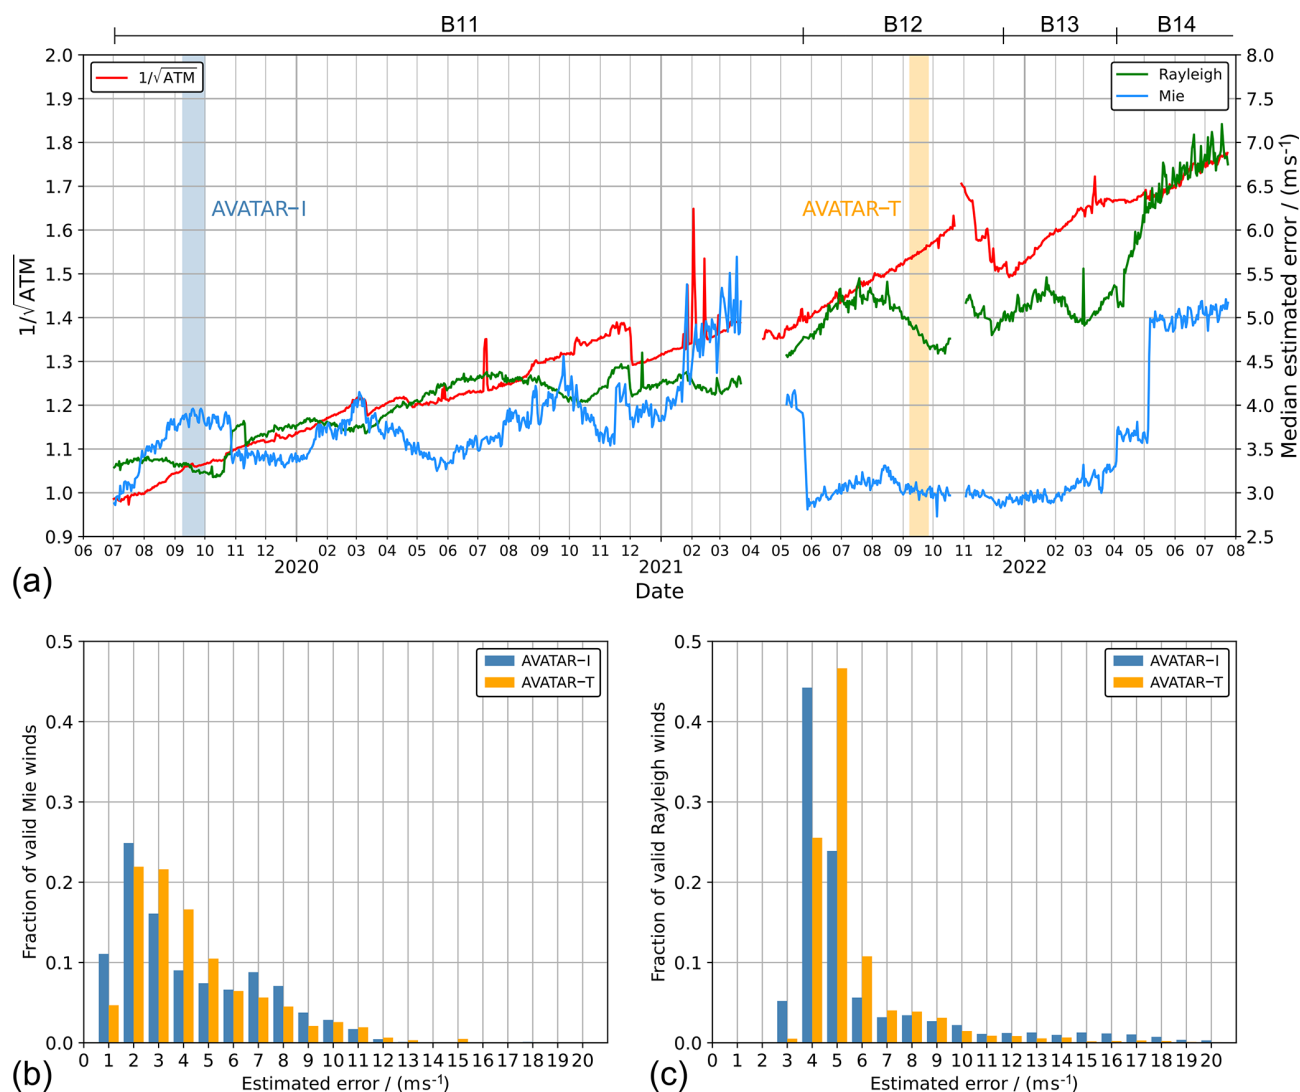 B11 B12 B13 B14
2.0 8.0
1/√ATM Rayleigh
Mie
1.9 7.5
1.8 7.0
1.7 6.5
AVATAR−I AVATAR−T
1.6 6.0
1.5 5.5
1.4 5.0
1.3 4.5
1.2 4.0
1.1 3.5
1.0 3.0
0.9 2.5
1/√ATM
Median estimated error / (ms⁻¹)
06 07 08 09 10 11 12 02 03 04 05 06 07 08 09 10 11 12 02 03 04 05 06 07 08 09 10 11 12 02 03 04 05 06 07 08
2020 2021 2022
Date
(a)
0.5
0.4
0.3
0.2
0.1
0.0
AVATAR−I
AVATAR−T
Fraction of valid Mie winds
0 1 2 3 4 5 6 7 8 9 10 11 12 13 14 15 16 17 18 19 20
Estimated error / (ms⁻¹)
(b)
0.5
0.4
0.3
0.2
0.1
0.0
AVATAR−I
AVATAR−T
Fraction of valid Rayleigh winds
0 1 2 3 4 5 6 7 8 9 10 11 12 13 14 15 16 17 18 19 20
Estimated error / (ms⁻¹)
(c)